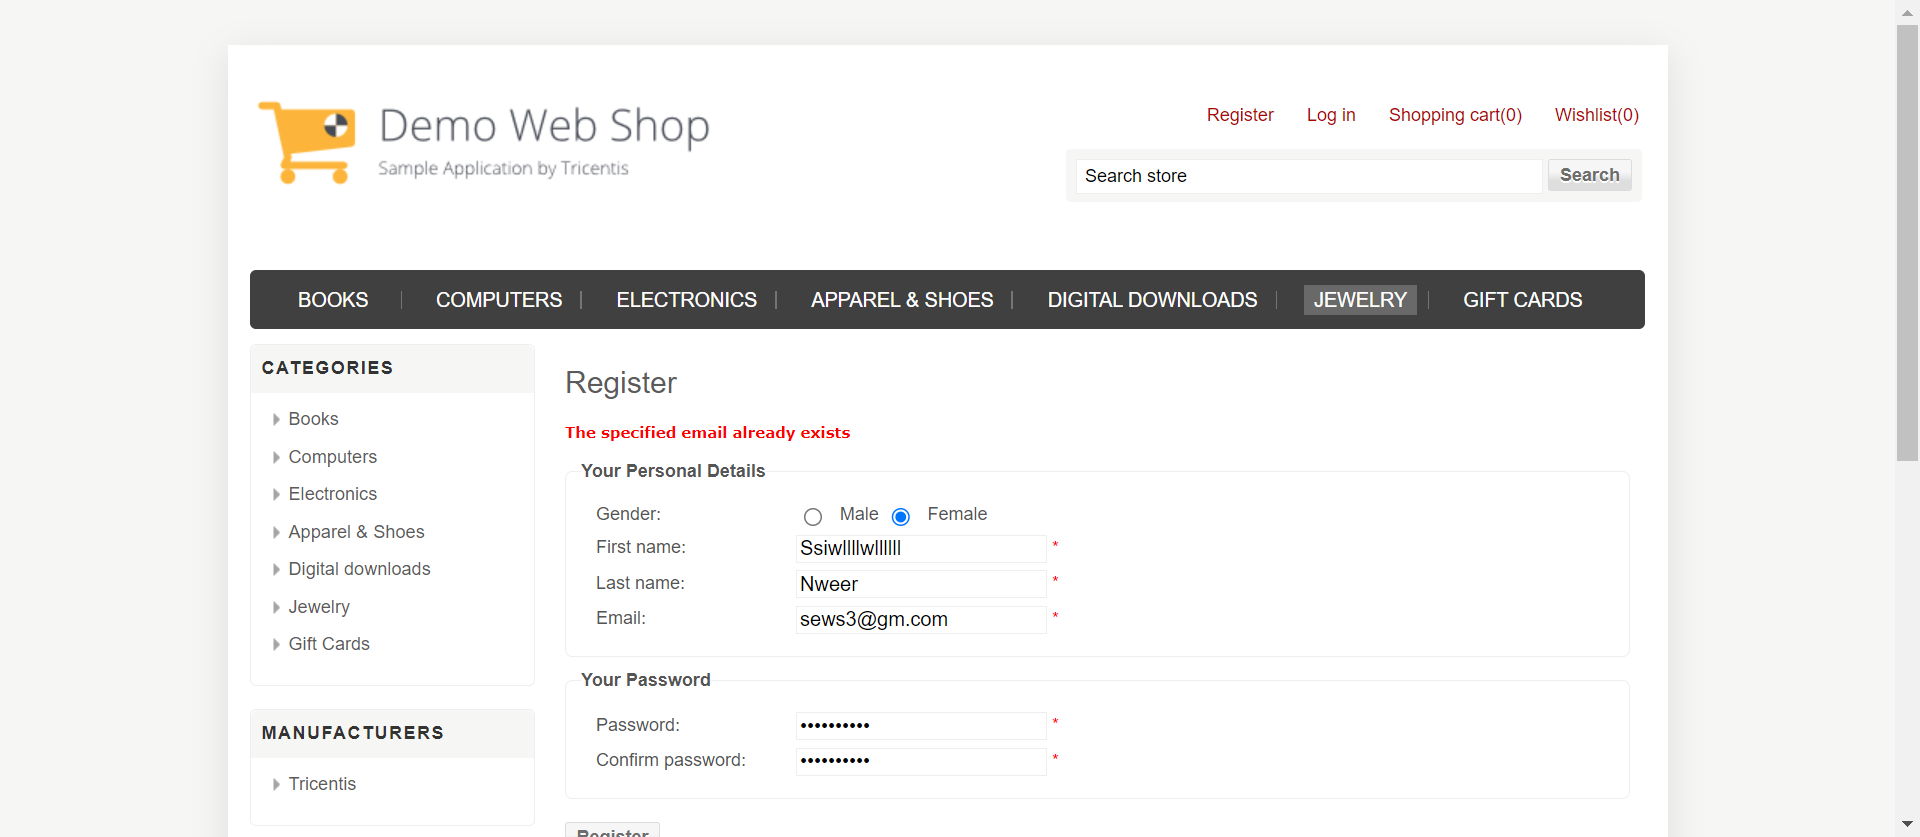 Demo Web Shop
Sample Application by Tricentis
Register Log in Shopping cart(0) Wishlist(0)
Search store Search
BOOKS COMPUTERS ELECTRONICS APPAREL & SHOES DIGITAL DOWNLOADS JEWELRY GIFT CARDS
CATEGORIES
Books
Computers
Electronics
Apparel & Shoes
Digital downloads
Jewelry
Gift Cards
MANUFACTURERS
Tricentis
Register
The specified email already exists
Your Personal Details
Gender: Male Female
First name: Ssiwllllwllllll *
Last name: Nweer *
Email: sews3@gm.com *
Your Password
Password: •••••••••• *
Confirm password: •••••••••• *
Register